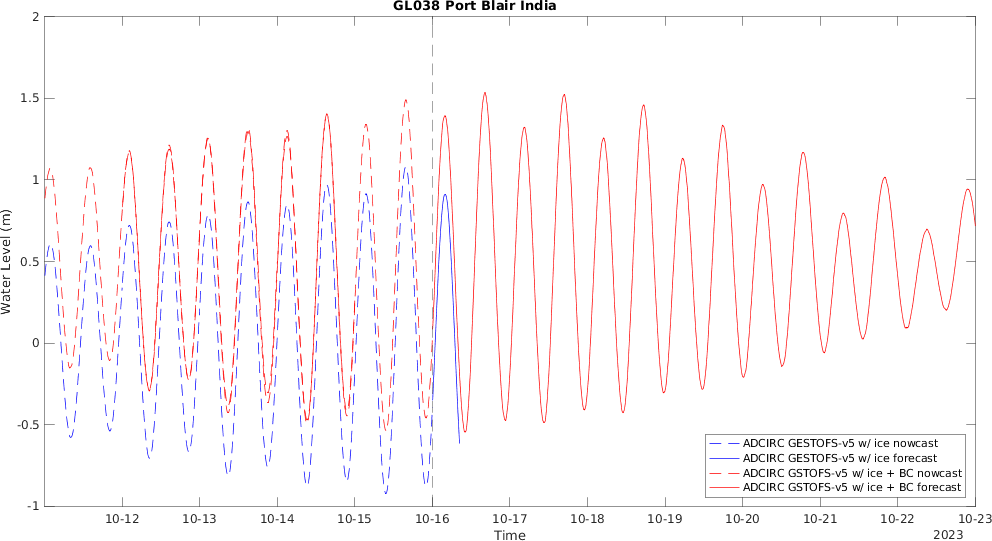 GL038 Port Blair India
2
1.5
1
0.5
0
-0.5
-1
Water Level (m)
10-12 10-13 10-14 10-15 10-16 10-17 10-18 10-19 10-20 10-21 10-22 10-23
Time
2023
ADCIRC GESTOFS-v5 w/ ice nowcast
ADCIRC GESTOFS-v5 w/ ice forecast
ADCIRC GSTOFS-v5 w/ ice + BC nowcast
ADCIRC GSTOFS-v5 w/ ice + BC forecast